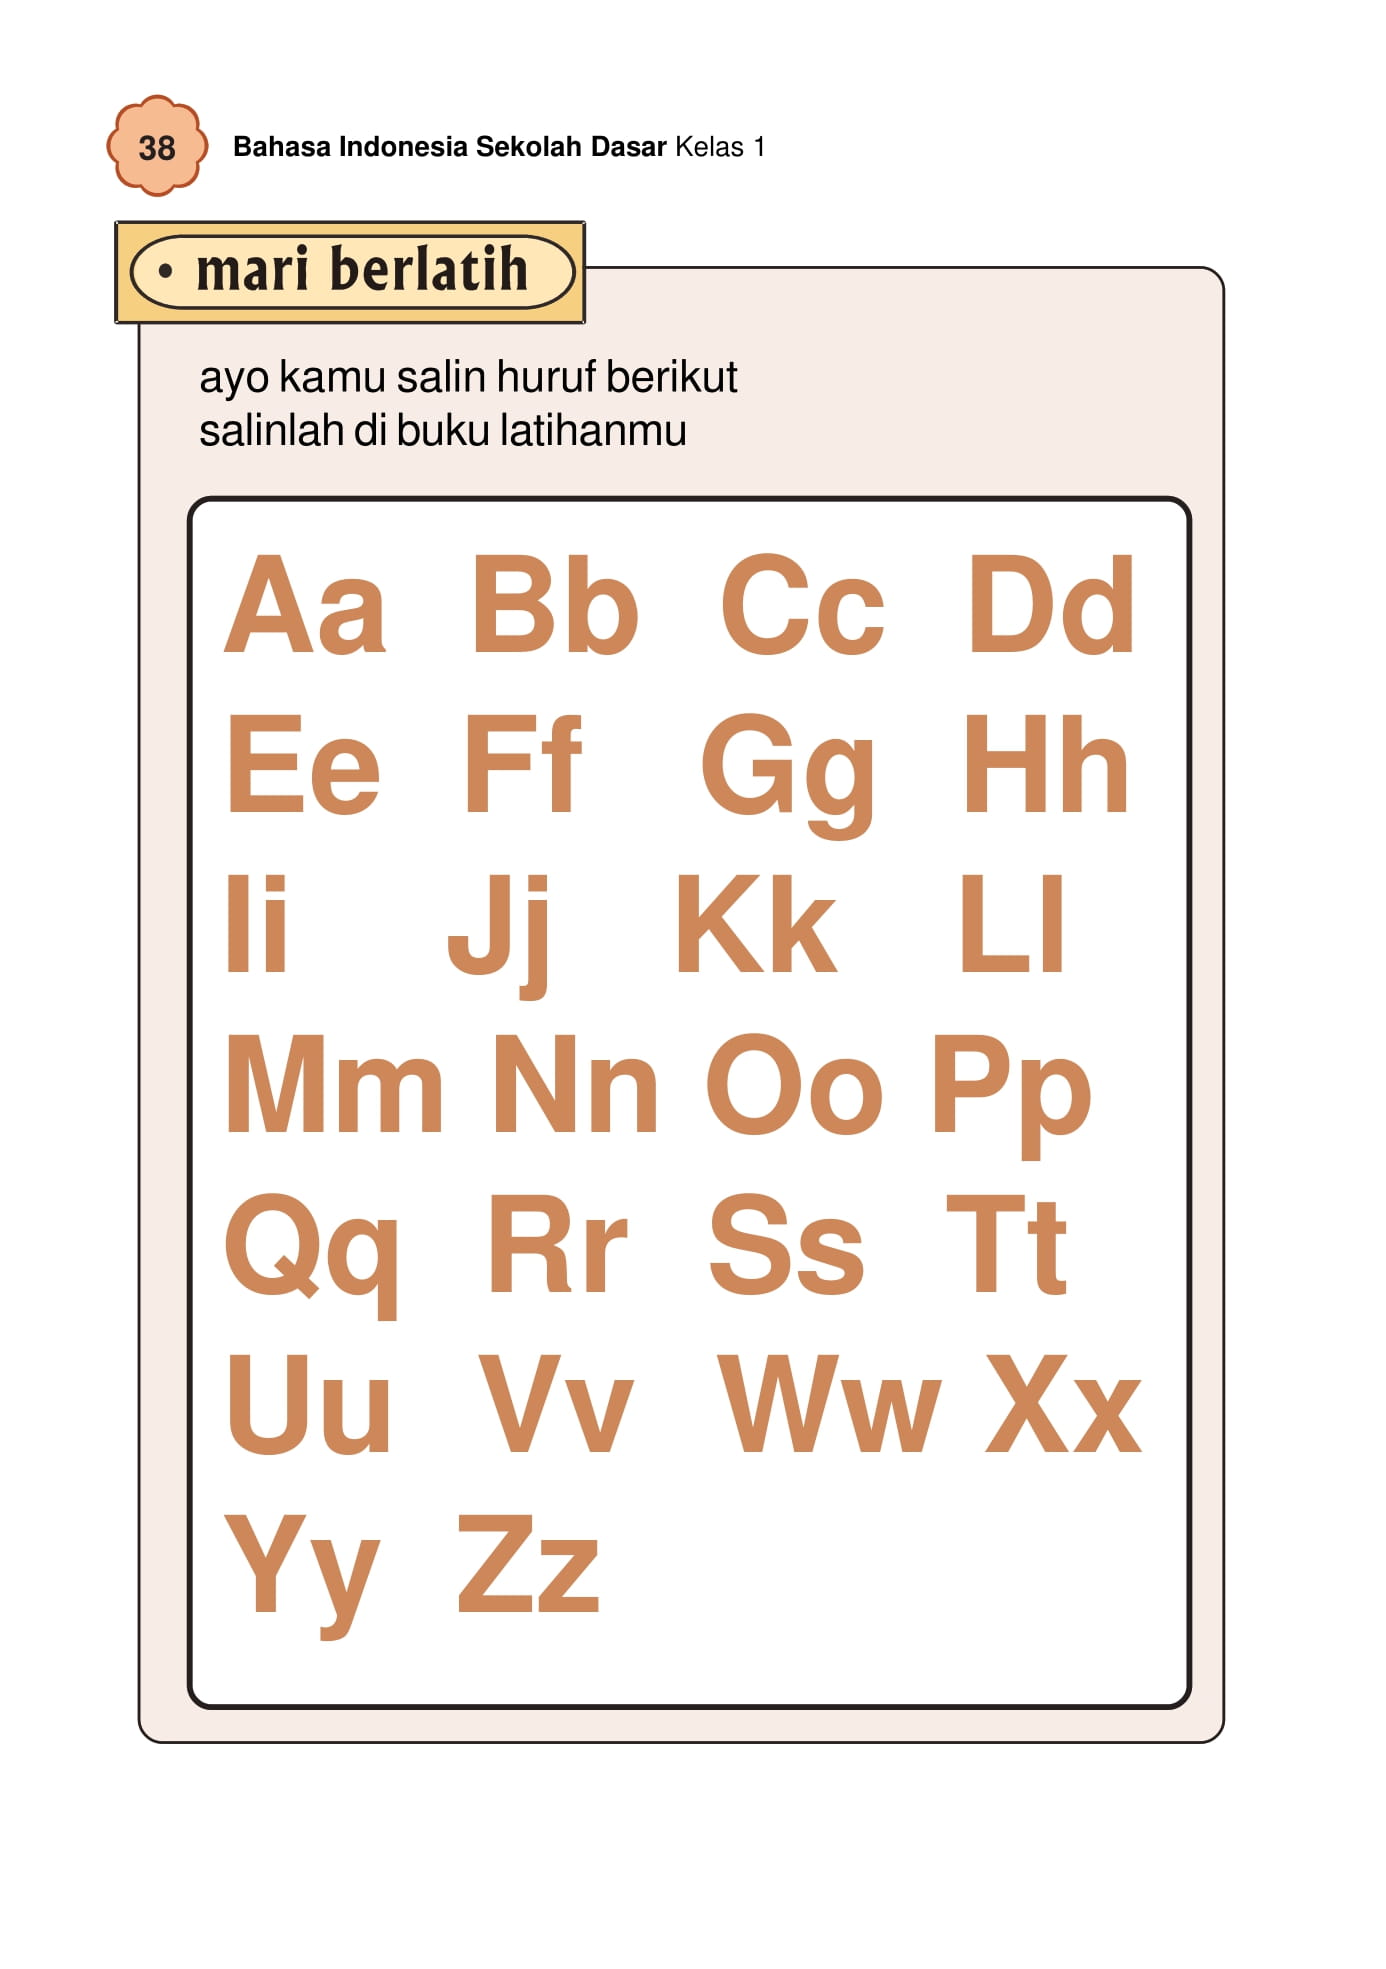 38 Bahasa Indonesia Sekolah Dasar Kelas 1
• mari berlatih
ayo kamu salin huruf berikut
salinlah di buku latihanmu
Aa Bb Cc Dd
Ee Ff Gg Hh
Ii Jj Kk Ll
Mm Nn Oo Pp
Qq Rr Ss Tt
Uu Vv Ww Xx
Yy Zz